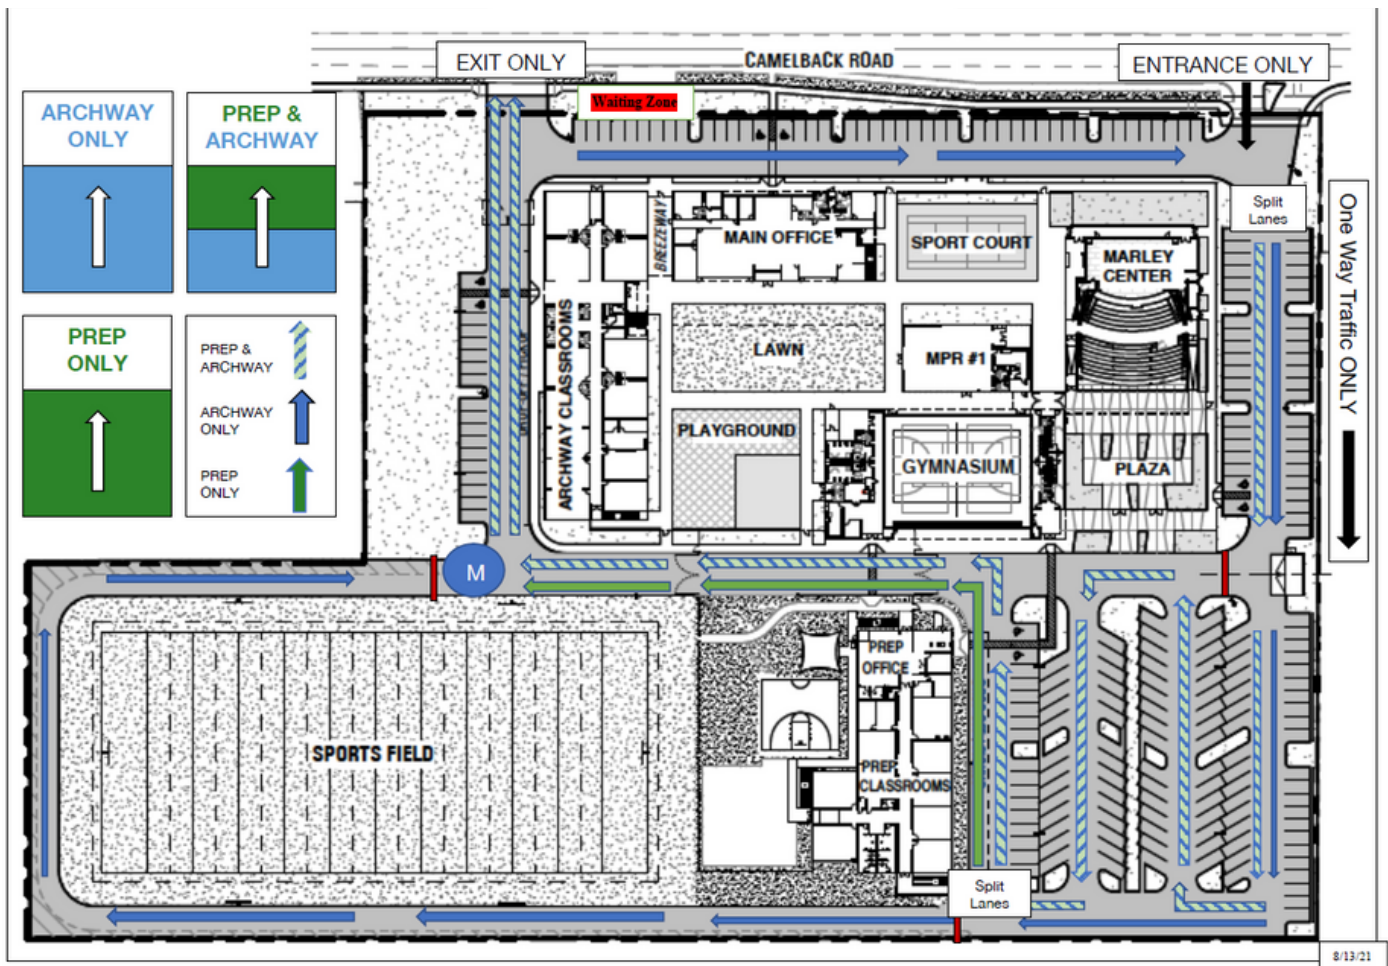 CAMELBACK ROAD
EXIT ONLY
ENTRANCE ONLY
Waiting Zone
ARCHWAY
ONLY
PREP &
ARCHWAY
PREP
ONLY
PREP &
ARCHWAY
ARCHWAY
ONLY
PREP
ONLY
Split
Lanes
One Way Traffic ONLY
BREEZEWAY
MAIN OFFICE
SPORT COURT
MARLEY
CENTER
ARCHWAY CLASSROOMS
LAWN
MPR #1
PLAYGROUND
GYMNASIUM
PLAZA
M
PREP
OFFICE
SPORTS FIELD
PREP
CLASSROOMS
Split
Lanes
8/13/21